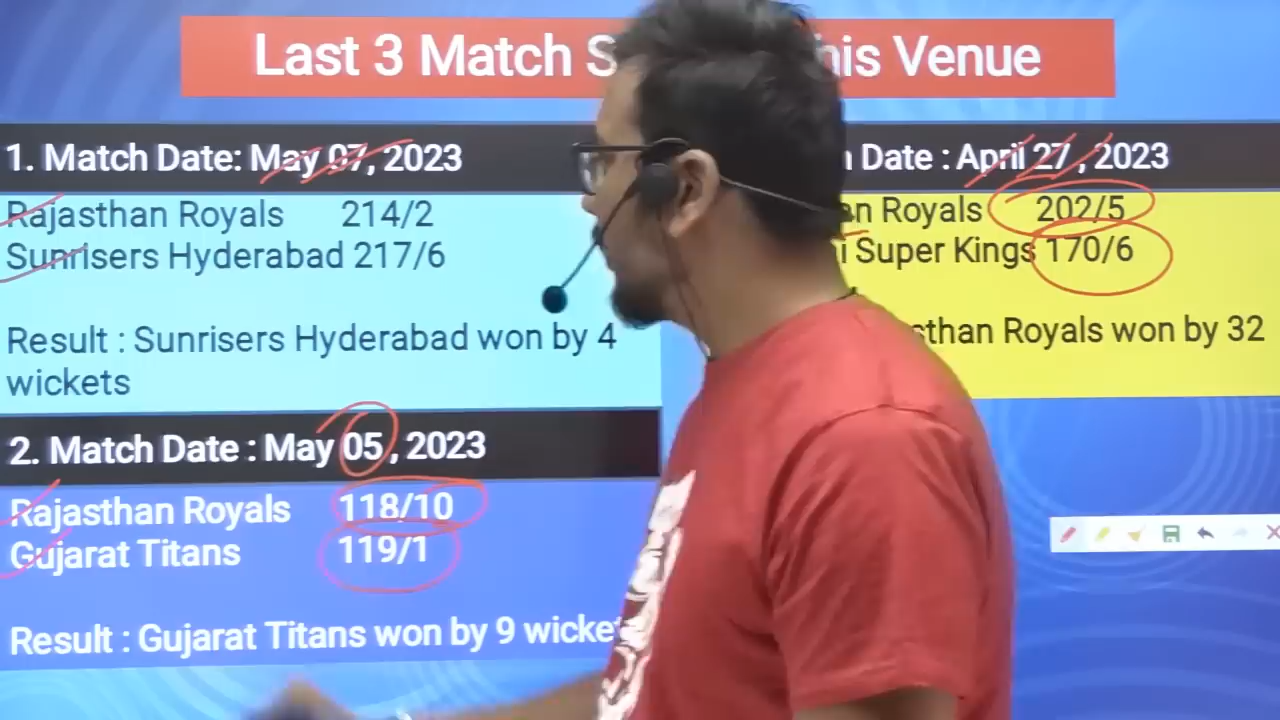 Last 3 Match S his Venue
1. Match Date: May 07, 2023
Rajasthan Royals 214/2
Sunrisers Hyderabad 217/6
Result : Sunrisers Hyderabad won by 4
wickets
2. Match Date : May 05, 2023
Rajasthan Royals 118/10
Gujarat Titans 119/1
Result : Gujarat Titans won by 9 wicke
Date : April 27 , 2023
an Royals 202/5
i Super Kings 170/6
sthan Royals won by 32